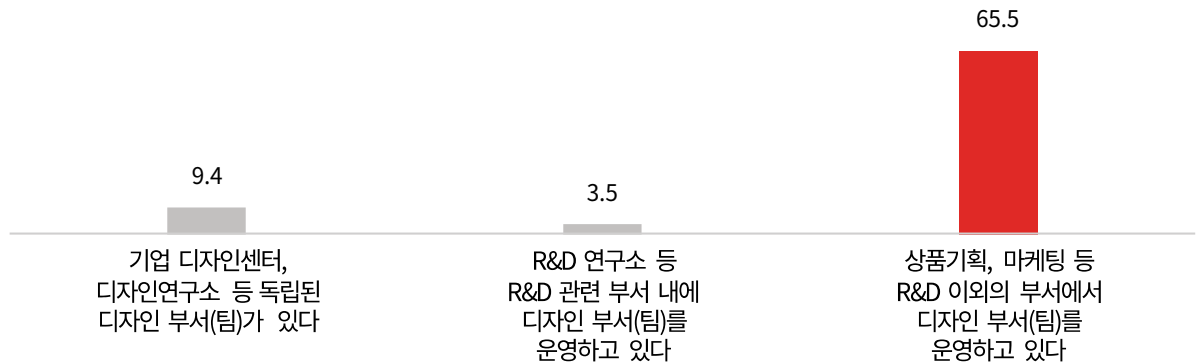 65.5
9.4
3.5
기업 디자인센터,
디자인연구소 등 독립된
디자인 부서(팀)가 있다
R&D 연구소 등
R&D 관련 부서 내에
디자인 부서(팀)를
운영하고 있다
상품기획, 마케팅 등
R&D 이외의 부서에서
디자인 부서(팀)를
운영하고 있다